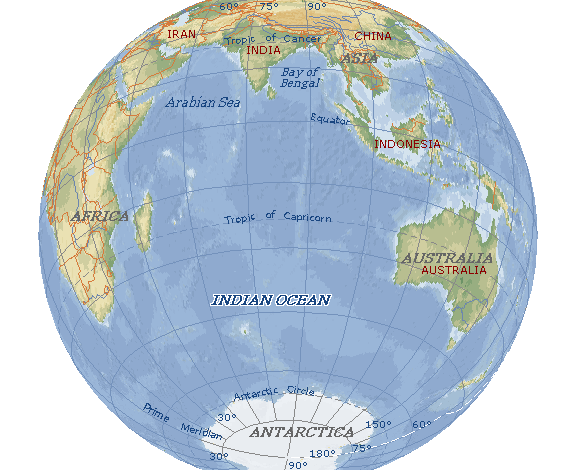 60°
75°
90°
IRAN
CHINA
Tropic of Cancer
INDIA
ASIA
Bay of
Bengal
Arabian Sea
Equator
INDONESIA
AFRICA
Tropic of Capricorn
AUSTRALIA
AUSTRALIA
INDIAN OCEAN
Antarctic Circle
Prime Meridian
30°
150°
60°
ANTARCTICA
30°
180°
75°
90°